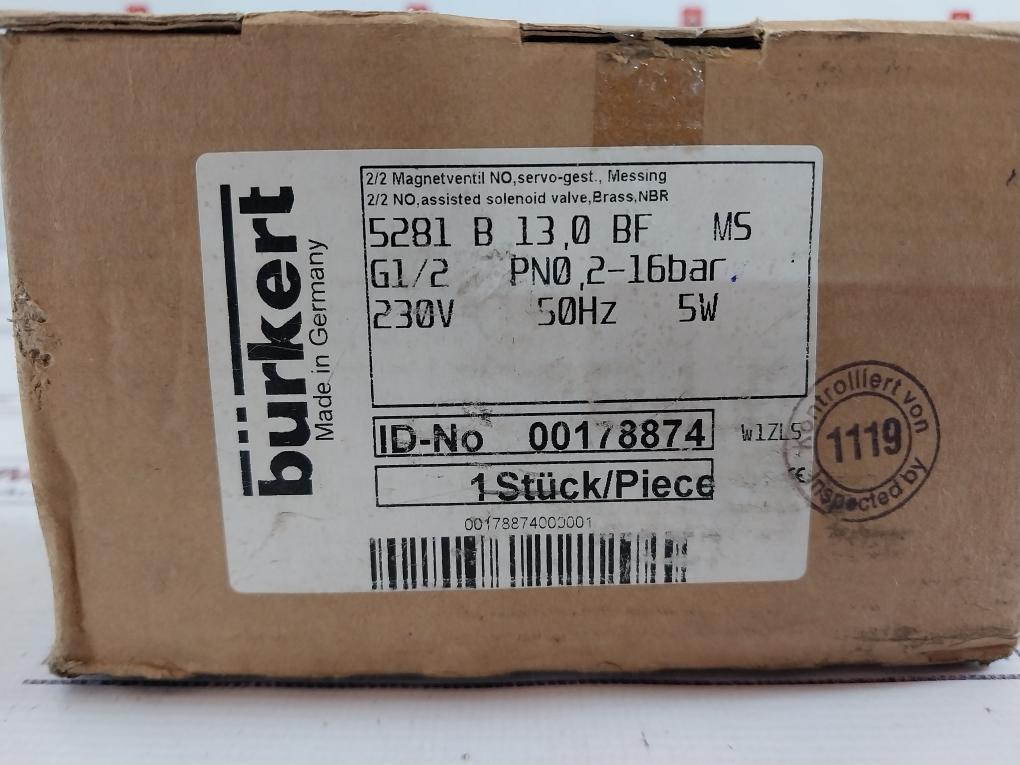 bürkert
Made in Germany
2/2 Magnetventil NO,servo-gest., Messing
2/2 NO,assisted solenoid valve,Brass,NBR
5281 B 13,0 BF MS
G1/2 PN0,2-16bar.
230V 50Hz 5W
ID-No 00178874 W1ZLS
CE
1 Stück/Piece
00178874000001
Kontrolliert von
1119
inspected by